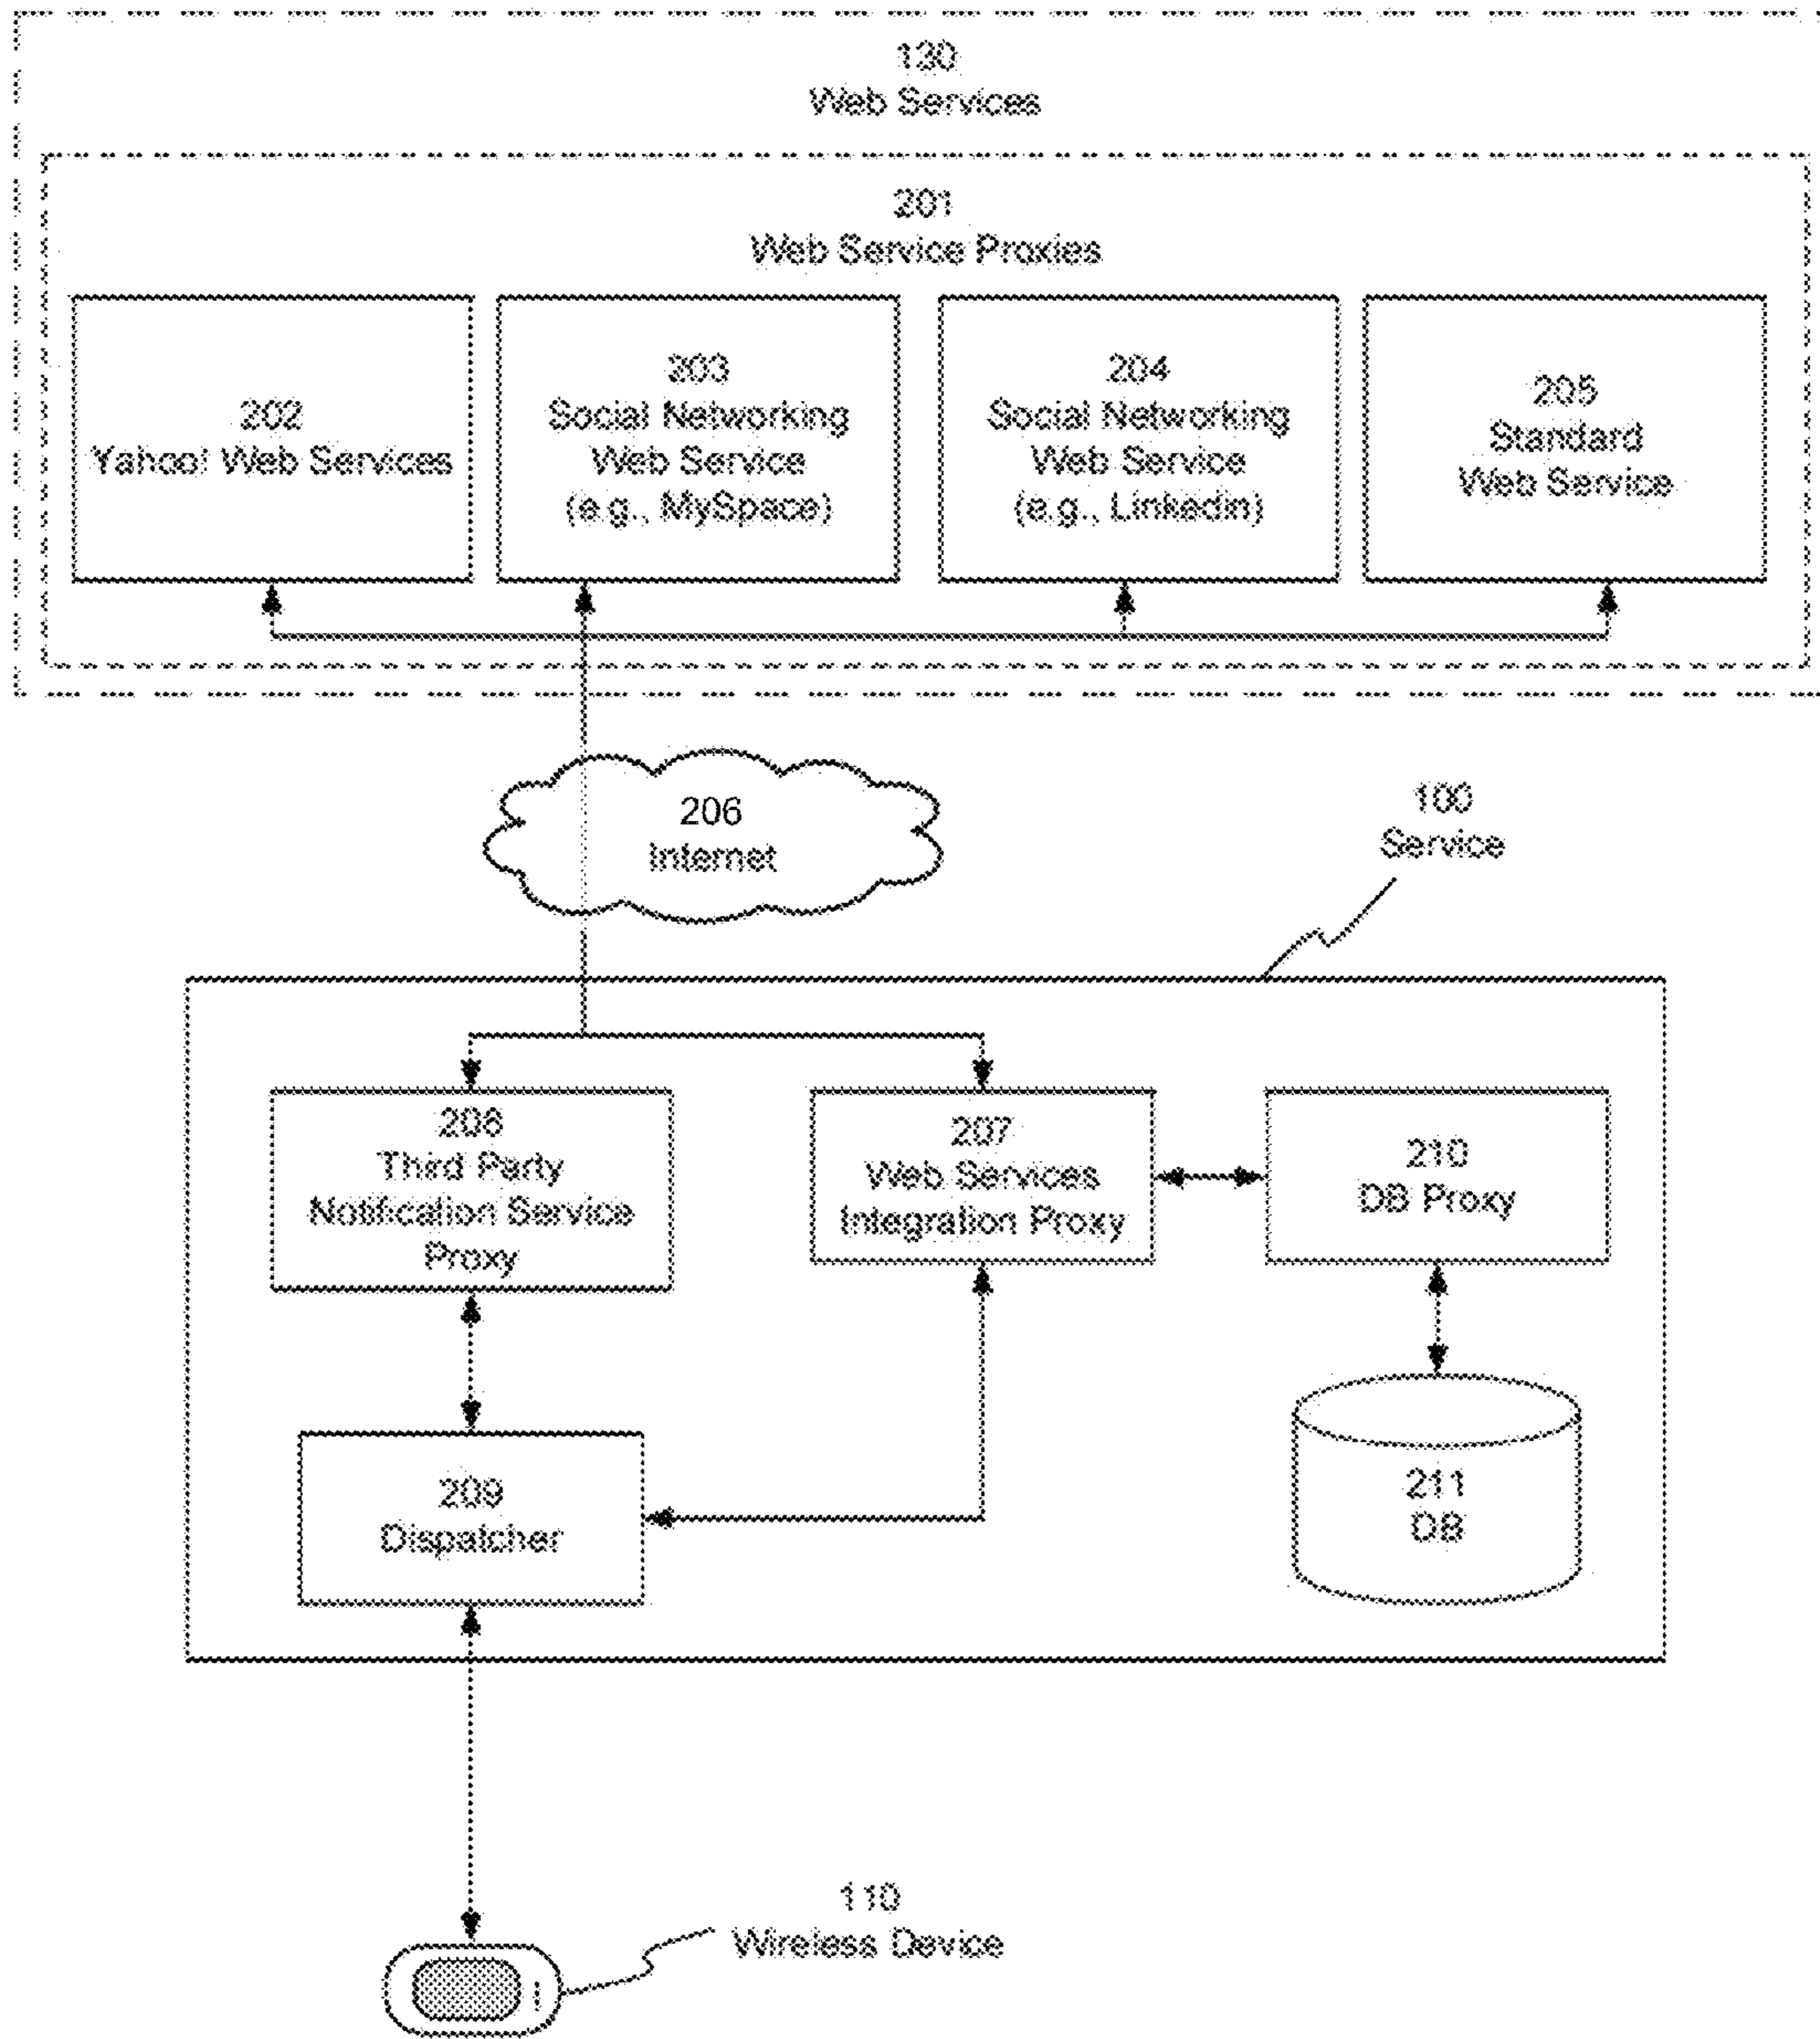 130
Web Services
201
Web Service Proxies
202
Yahoo! Web Services
203
Social Networking
Web Service
(e.g., MySpace)
204
Social Networking
Web Service
(e.g., Linkedin)
205
Standard
Web Service
206
Internet
100
Service
208
Third Party
Notification Service
Proxy
207
Web Services
Integration Proxy
210
DB Proxy
209
Dispatcher
211
DB
110
Wireless Device